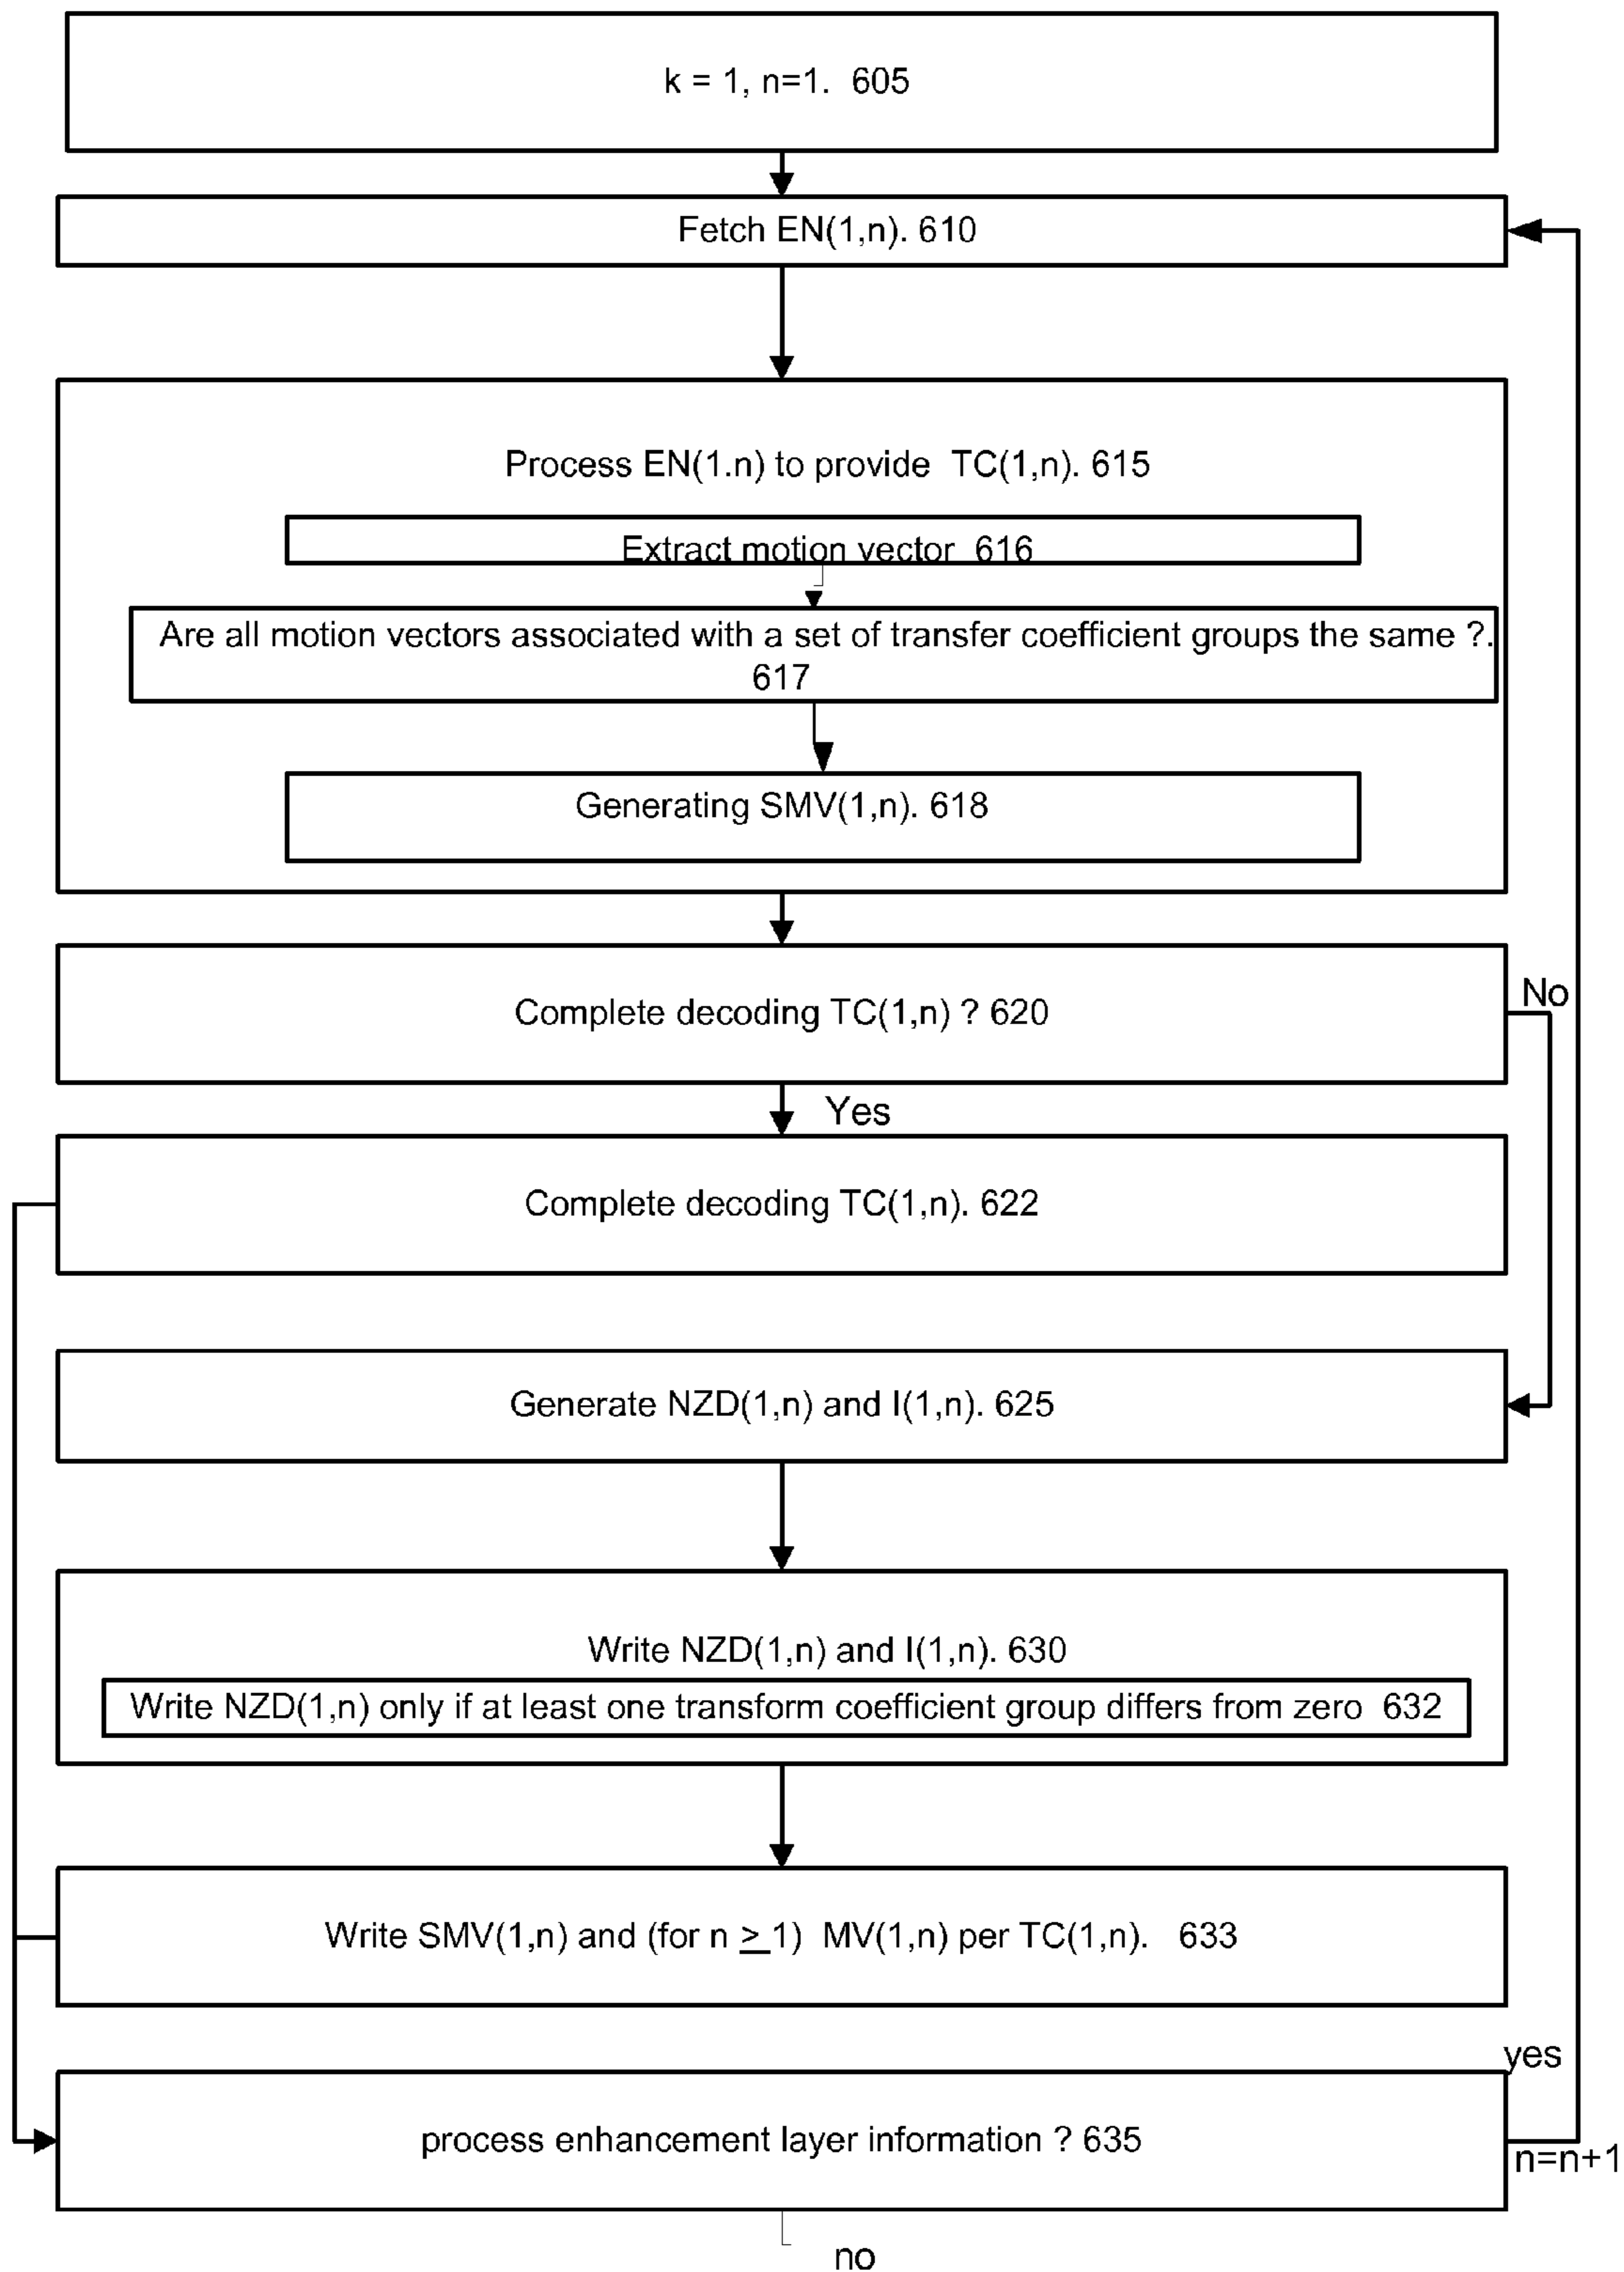 k = 1, n=1. 605
Fetch EN(1,n). 610
Process EN(1.n) to provide TC(1,n). 615
Extract motion vector 616
Are all motion vectors associated with a set of transfer coefficient groups the same ?.
617
Generating SMV(1,n). 618
Complete decoding TC(1,n) ? 620
No
Yes
Complete decoding TC(1,n). 622
Generate NZD(1,n) and I(1,n). 625
Write NZD(1,n) and I(1,n). 630
Write NZD(1,n) only if at least one transform coefficient group differs from zero 632
Write SMV(1,n) and (for n ≥ 1) MV(1,n) per TC(1,n). 633
yes
process enhancement layer information ? 635
n=n+1
no